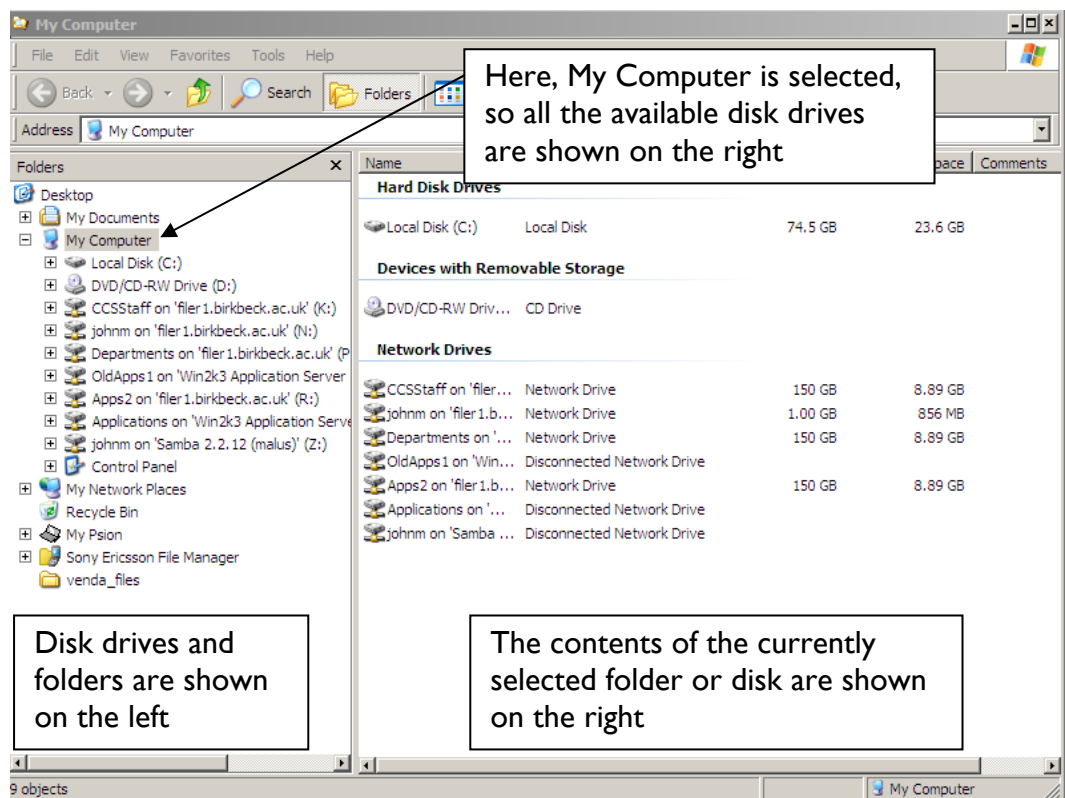 My Computer
File Edit View Favorites Tools Help
Back Search Folders
Address My Computer
Here, My Computer is selected,
so all the available disk drives
are shown on the right
Folders
Desktop
My Documents
My Computer
Local Disk (C:)
DVD/CD-RW Drive (D:)
CCSStaff on 'filer1.birkbeck.ac.uk' (K:)
johnm on 'filer1.birkbeck.ac.uk' (N:)
Departments on 'filer1.birkbeck.ac.uk' (P
OldApps1 on 'Win2k3 Application Server
Apps2 on 'filer1.birkbeck.ac.uk' (R:)
Applications on 'Win2k3 Application Serve
johnm on 'Samba 2.2.12 (malus)' (Z:)
Control Panel
My Network Places
Recycle Bin
My Psion
Sony Ericsson File Manager
venda_files
Disk drives and
folders are shown
on the left
Name Comments
Hard Disk Drives
Local Disk (C:) Local Disk 74.5 GB 23.6 GB
Devices with Removable Storage
DVD/CD-RW Driv... CD Drive
Network Drives
CCSStaff on 'filer... Network Drive 150 GB 8.89 GB
johnm on 'filer1.b... Network Drive 1.00 GB 856 MB
Departments on '... Network Drive 150 GB 8.89 GB
OldApps1 on 'Win... Disconnected Network Drive
Apps2 on 'filer1.b... Network Drive 150 GB 8.89 GB
Applications on '... Disconnected Network Drive
johnm on 'Samba ... Disconnected Network Drive
The contents of the currently
selected folder or disk are shown
on the right
9 objects My Computer